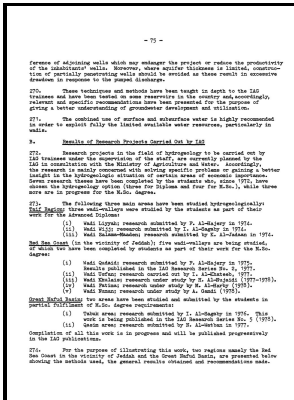 - 75 -
ference of adjoining wells which may endanger the project or reduce the productivity
of the inhabitants' wells. Moreover, where aquifer thickness is limited, construc-
tion of partially penetrating wells should be avoided as these result in excessive
drawdown in response to the pumped discharge.
270. These techniques and methods have been taught in depth to the IAG
trainees and have been tested on some reservoirs in the country and, accordingly,
relevant and specific recommendations have been presented for the purpose of
giving a better understanding of groundwater development and utilization.
271. The combined use of surface and subsurface water is highly recommended
in order to exploit fully the limited available water resources, particularly in
wadis.
B. Results of Research Projects Carried Out by IAG
272. Research projects in the field of hydrogeology to be carried out by
IAG trainees under the supervision of the staff, are currently planned by the
IAG in consultation with the Ministry of Agriculture and Water. Accordingly,
the research is mainly concerned with solving specific problems or gaining a better
insight in the hydrogeologic situation of certain areas of economic importance.
Seven research theses have been completed by the students who, since 1972, have
chosen the hydrogeology option (three for Diploma and four for M.Sc.), while three
more are in progress for the M.Sc. degree.
273. The following three main areas have been studied hydrogeologically:
Taif Region: three wadi-valleys were studied by the students as part of their
work for the Advanced Diploma:
(i) Wadi Liyyah; research submitted by F. Al-Hajery in 1974.
(ii) Wadi Wijj; research submitted by I. Al-Sagaby in 1974.
(iii) Wadi Salama-Nkadan; research submitted by R. Al-Jadaan in 1974.
Red Sea Coast (in the vicinity of Jeddah); five wadi-valleys are being studied,
of which two have been completed by students as part of their work for the M.Sc.
degree:
(i) Wadi Qudaid; research submitted by F. Al-Hajery in 1975.
Results published in the IAG Research Series No. 2, 1977.
(ii) Wadi Usfan; research carried out by I. Al-Khateeb, 1977.
(iii) Wadi Khulais; research under study by
(iv) Wadi Fatima; research under study by M. Al-Harby (1978).
(v) research under study by A. Gendi (1978).
Great Nafud Basin: two areas have been studied and submitted by the students in
partial fulfilment of M.Sc. degree requirements:
(i) Tabuk area; research submitted by I. Al-Sagaby in 1976. This
work is being published in the IAG Research Series No. 5 (1978).
(ii) Qasim area; research submitted by in 1977.
Compilation of all this work is in progress and will be published progressively
in the IAG publications.
274. For the purpose of illustrating this work, two regions namely the Red
Sea Coast in the vicinity of Jeddah and the Great Nafud Basin, are presented below
showing the methods used, the general results obtained and recommendations made.